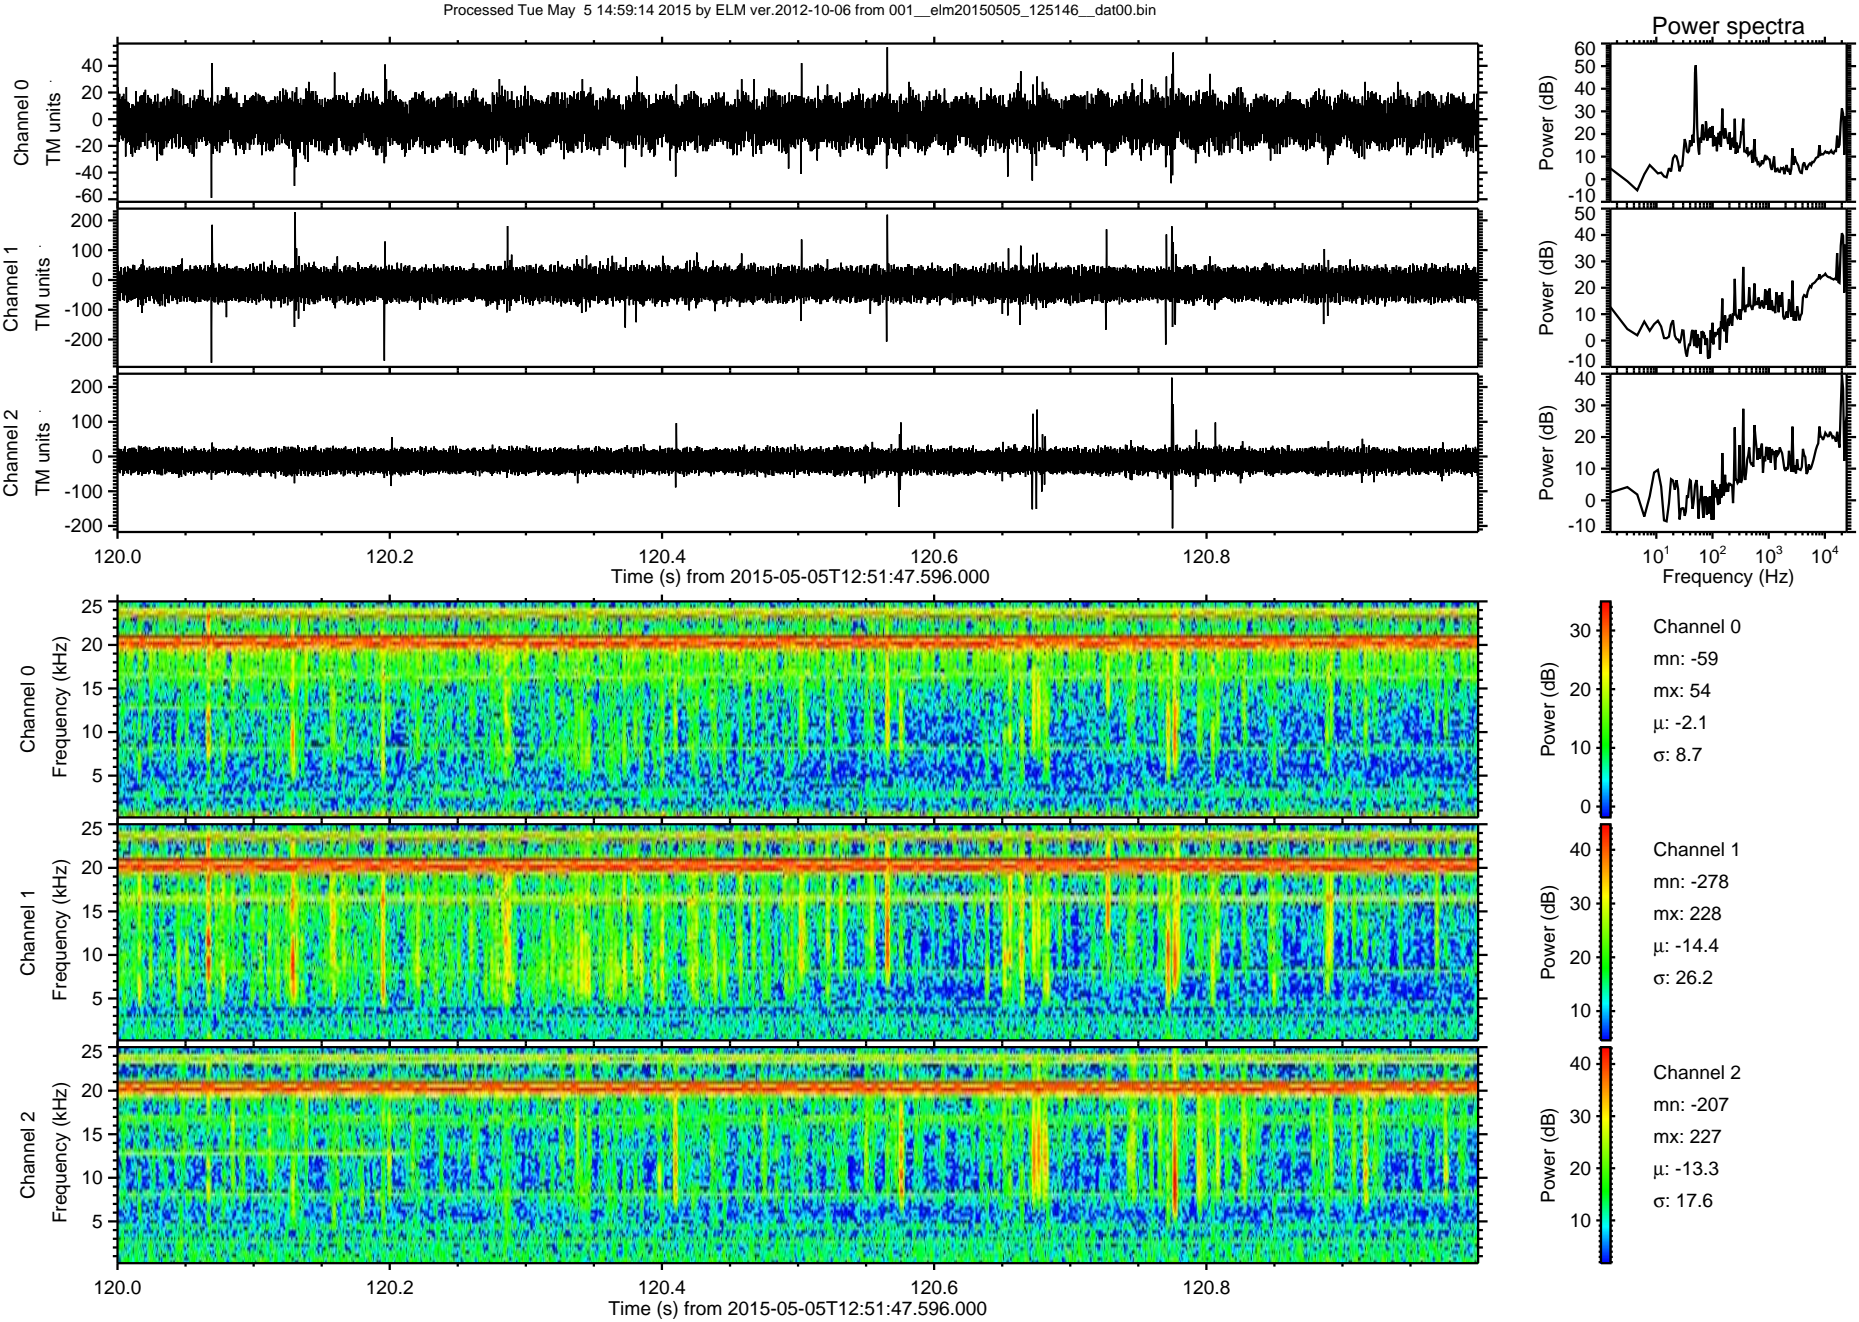 Processed Tue May  5 14:59:14 2015 by ELM ver.2012-10-06 from 001__elm20150505_125146__dat00.bin
Power spectra
Channel 0
TM units
40
20
0
-20
-40
-60
Power (dB)
60
50
40
30
20
10
0
-10
Channel 1
TM units
200
100
0
-100
-200
Power (dB)
50
40
30
20
10
0
-10
Channel 2
TM units
200
100
0
-100
-200
Power (dB)
40
30
20
10
0
-10
120.0 120.2 120.4 120.6 120.8
Time (s) from 2015-05-05T12:51:47.596.000
10^1 10^2 10^3 10^4
Frequency (Hz)
Channel 0
Frequency (kHz)
25
20
15
10
5
Power (dB)
30
20
10
0
Channel 0
mn: -59
mx: 54
μ: -2.1
σ: 8.7
Channel 1
Frequency (kHz)
25
20
15
10
5
Power (dB)
40
30
20
10
Channel 1
mn: -278
mx: 228
μ: -14.4
σ: 26.2
Channel 2
Frequency (kHz)
25
20
15
10
5
Power (dB)
40
30
20
10
Channel 2
mn: -207
mx: 227
μ: -13.3
σ: 17.6
120.0 120.2 120.4 120.6 120.8
Time (s) from 2015-05-05T12:51:47.596.000